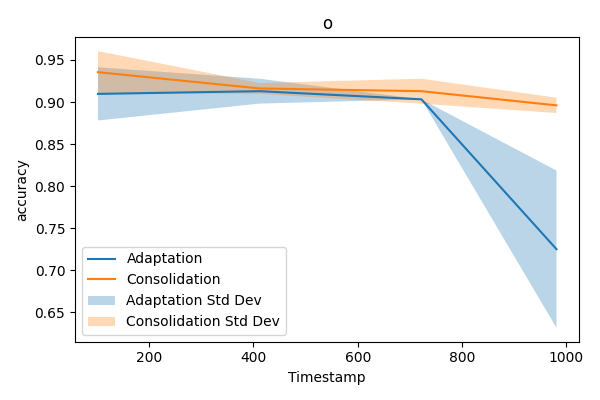 o
accuracy
0.95
0.90
0.85
0.80
0.75
0.70
0.65
Adaptation
Consolidation
Adaptation Std Dev
Consolidation Std Dev
200 400 600 800 1000
Timestamp